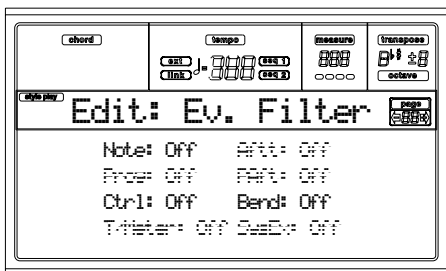 chord tempo measure transpose
ext seq 1
link seq 2
octave
style play Edit: Ev. Filter page
Note: Off Aftt: Off
Prog: Off PAft: Off
Ctrl: Off Bend: Off
T/Meter: Off SusEv: Off